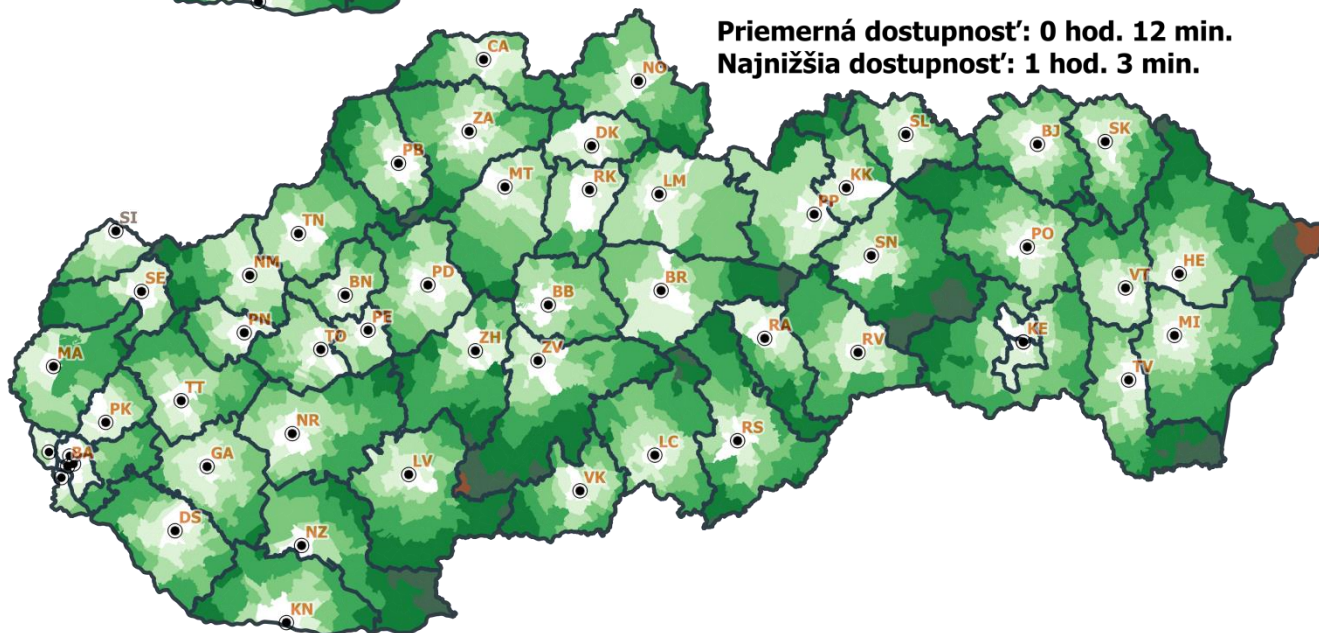 Priemerná dostupnosť: 0 hod. 12 min.
Najnižšia dostupnosť: 1 hod. 3 min.
CA
NO
ZA
DK
SL
BJ
SK
PB
MT
RK
LM
KK
PP
SI
TN
SN
PO
NM
SE
BN
PD
BB
BR
VT
HE
PN
TO
PE
ZH
ZV
RA
RV
KE
MI
MA
TT
TV
PK
NR
LC
RS
BA
GA
LV
VK
DS
NZ
KN